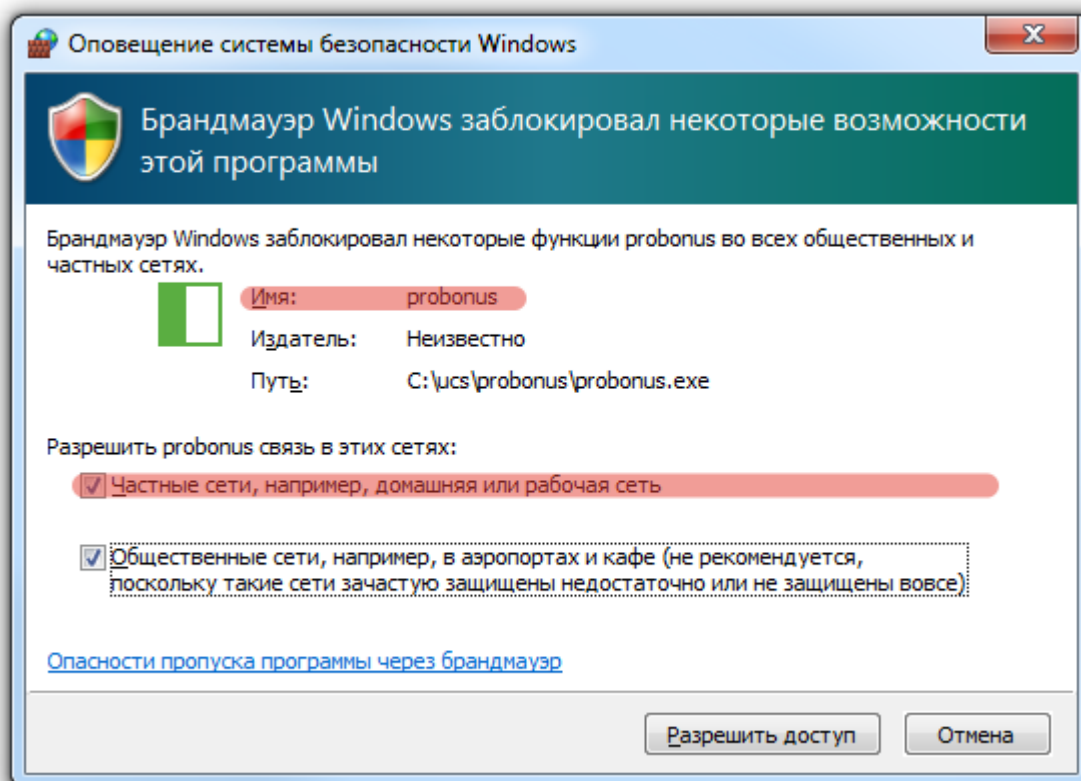 Оповещение системы безопасности Windows
Брандмауэр Windows заблокировал некоторые возможности
этой программы
Брандмауэр Windows заблокировал некоторые функции probonus во всех общественных и
частных сетях.
Имя: probonus
Издатель: Неизвестно
Путь: C:\ucs\probonus\probonus.exe
Разрешить probonus связь в этих сетях:
Частные сети, например, домашняя или рабочая сеть
Общественные сети, например, в аэропортах и кафе (не рекомендуется,
поскольку такие сети зачастую защищены недостаточно или не защищены вовсе)
Опасности пропуска программы через брандмауэр
Разрешить доступ Отмена